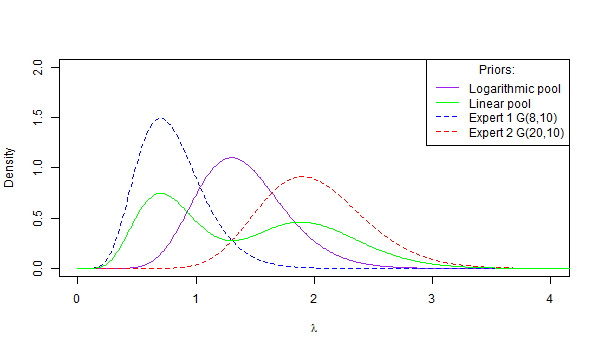 Priors:
Logarithmic pool
Linear pool
Expert 1 G(8,10)
Expert 2 G(20,10)
Density
2.0
1.5
1.0
0.5
0.0
0 1 2 3 4
λ